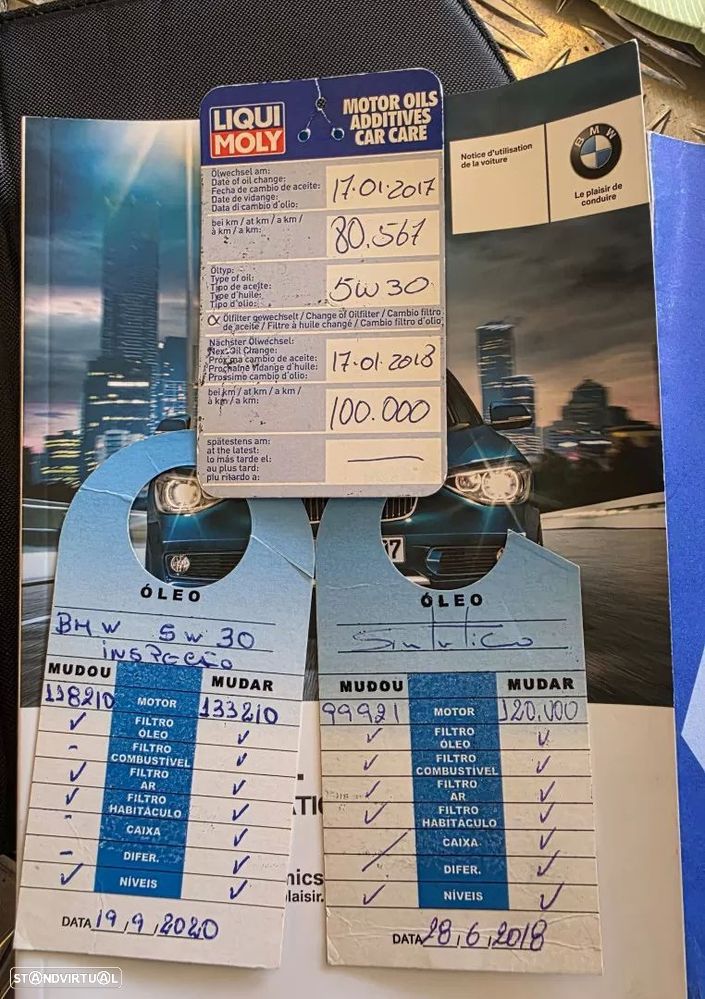 LIQUI
MOLY
MOTOR OILS
ADDITIVES
CAR CARE
Ölwechsel am:
Date of oil change:
Fecha de cambio de aceite:
Date de vidange:
Data di cambio d'olio:
17.01.2017
bei km / at km / a km /
à km / a km:
80.567
Öltyp:
Type of oil:
Tipo de aceite:
Type d'huile:
Tipo d'olio:
5W30
Ölfilter gewechselt / Change of Oilfilter / Cambio filtro
de aceite / Filtre à huile changé / Cambio filtro d'olio
Nächster Ölwechsel:
Next Oil Change:
Próxima cambio de aceite:
Prochaine vidange d'huile:
Prossimo cambio d'olio:
17.01.2018
bei km / at km / a km /
à km / a km:
100.000
spätestens am:
at the latest:
lo más tarde el:
au plus tard:
piu ritardo a:
Notice d'utilisation
de la voiture
BMW
Le plaisir de
conduire
ÓLEO
BMW 5W30
INSPEÇÃO
MUDOU MUDAR
118210 MOTOR 133210
✓ FILTRO ÓLEO ✓
- FILTRO COMBUSTÍVEL ✓
✓ FILTRO AR ✓
✓ FILTRO HABITÁCULO ✓
- CAIXA ✓
- DIFER. ✓
✓ NÍVEIS ✓
DATA 19, 9, 2020
ÓLEO
Sintético
MUDOU MUDAR
99921 MOTOR 120.000
✓ FILTRO ÓLEO ✓
✓ FILTRO COMBUSTÍVEL ✓
✓ FILTRO AR ✓
✓ FILTRO HABITÁCULO ✓
CAIXA ✓
DIFER. ✓
✓ NÍVEIS ✓
DATA 28, 6, 2018
mics
laisir.
STANDVIRTUAL